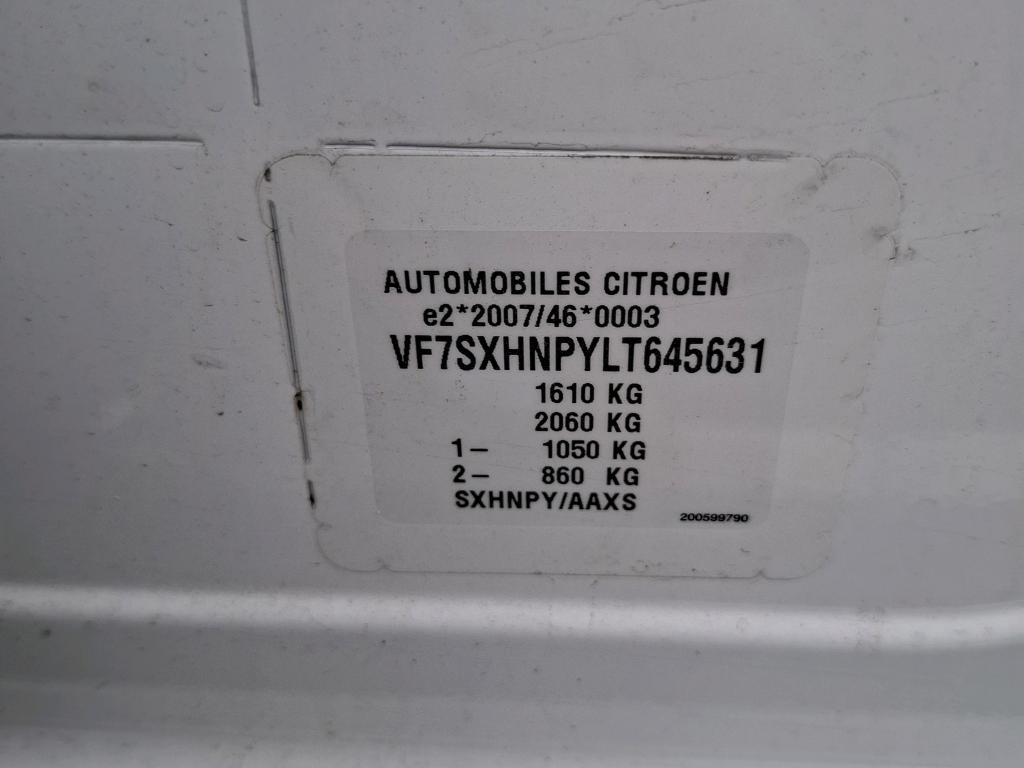 AUTOMOBILES CITROEN
e2*2007/46*0003
VF7SXHNPYLT645631
1610 KG
2060 KG
1- 1050 KG
2- 860 KG
SXHNPY/AAXS
200599790